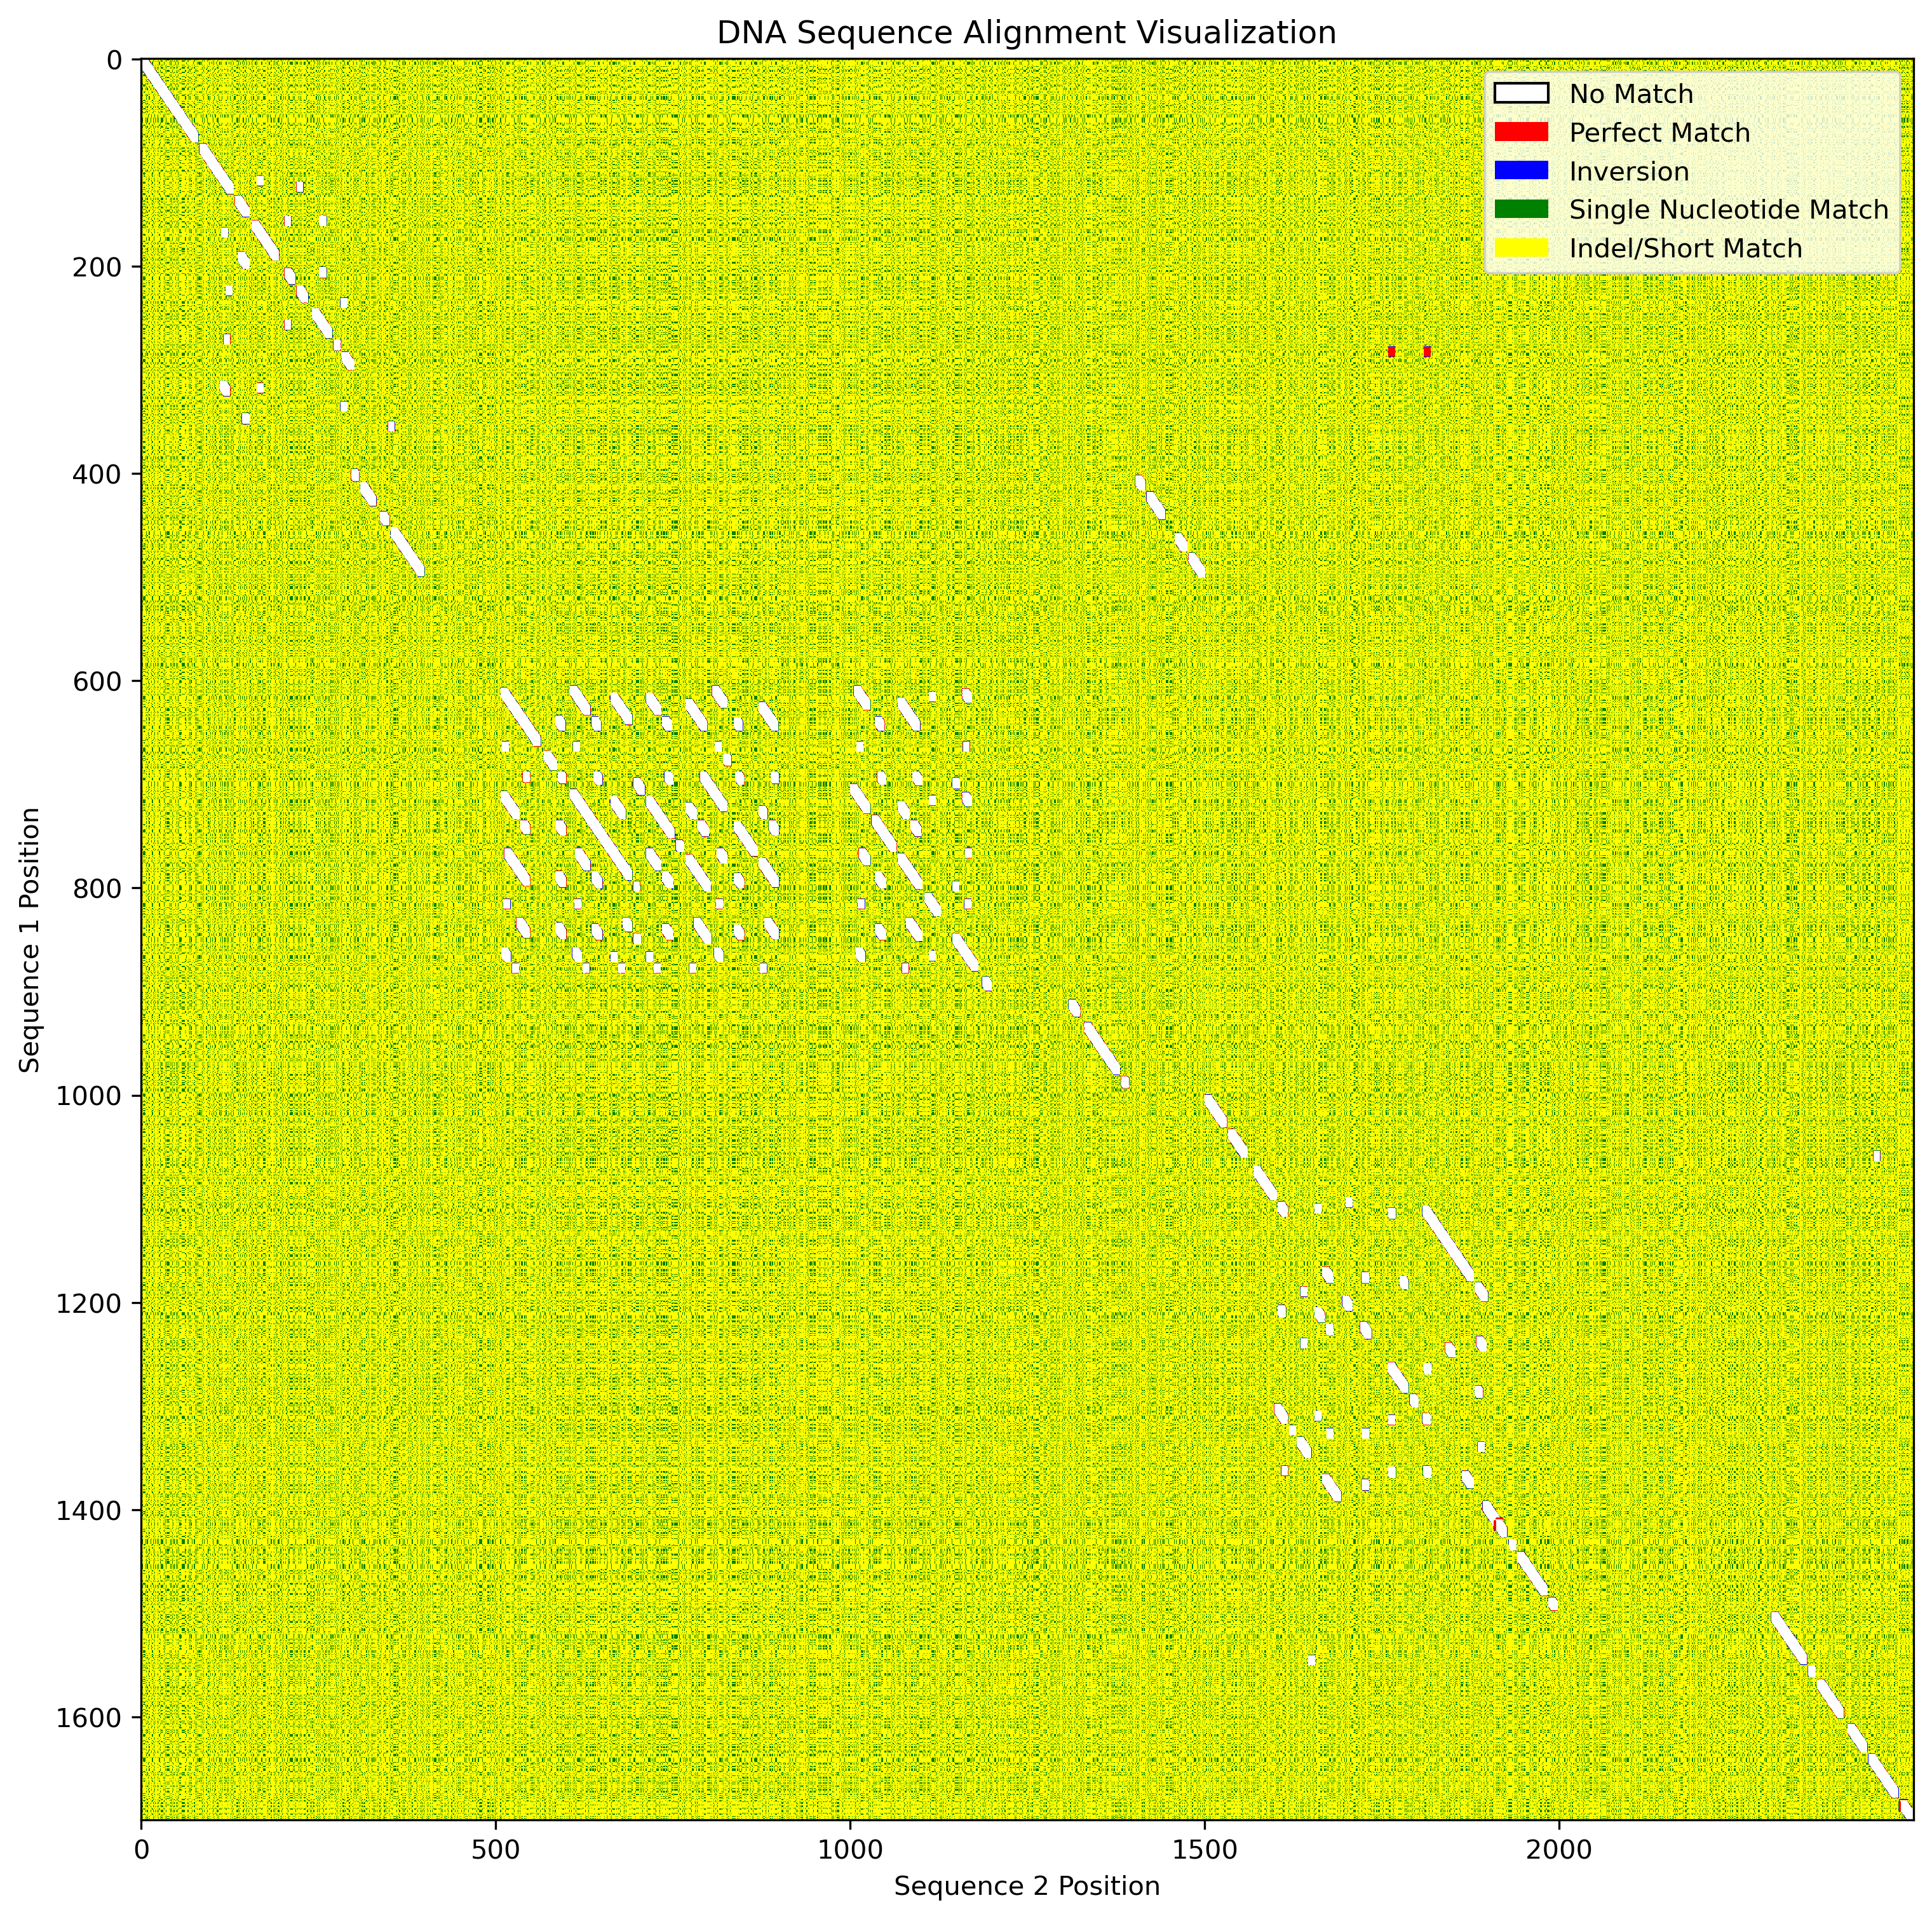 DNA Sequence Alignment Visualization
No Match
Perfect Match
Inversion
Single Nucleotide Match
Indel/Short Match
0
200
400
600
800
1000
1200
1400
1600
Sequence 1 Position
0
500
1000
1500
2000
Sequence 2 Position